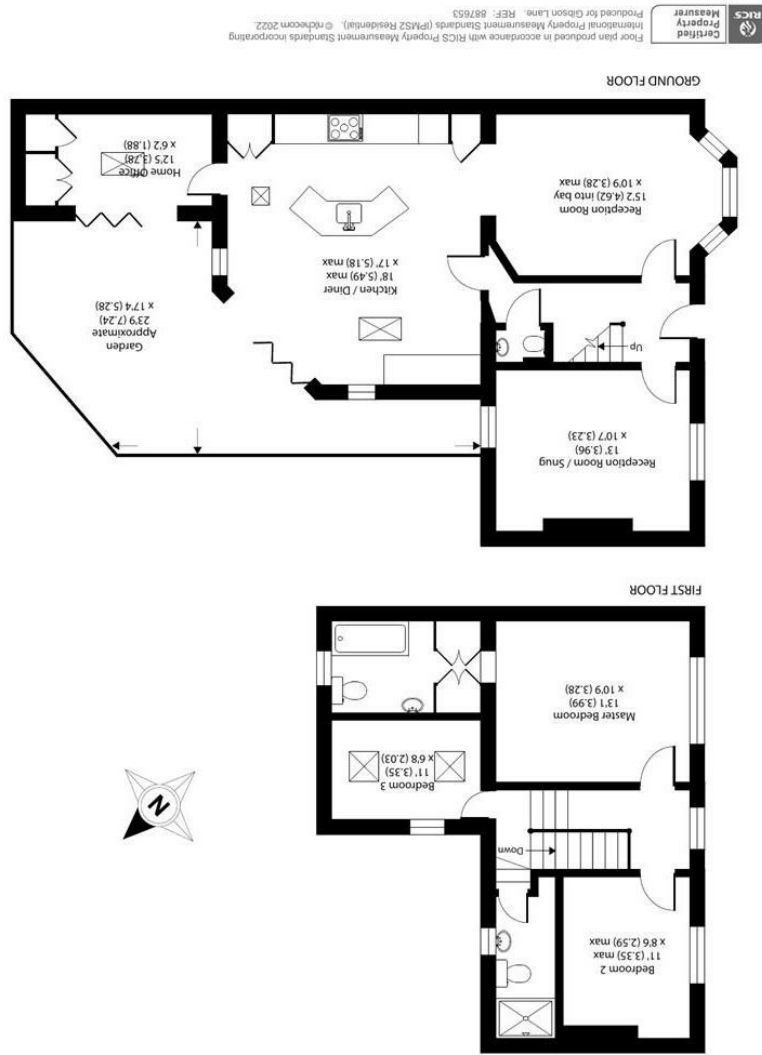 Bedroom 2
11' (3.35) max
x 8'6 (2.59) max
Down
Bedroom 3
11' (3.35)
x 6'8 (2.03)
Master Bedroom
13'1 (3.99)
x 10'9 (3.28)
N
FIRST FLOOR
Reception Room / Snug
13' (3.96)
x 10'7 (3.23)
Garden
Approximate
23'9 (7.24)
x 17'4 (5.28)
Up
Kitchen / Diner
18' (5.49) max
x 17' (5.18) max
Reception Room
15'2 (4.62) into bay
x 10'9 (3.28) max
Home Office
12'5 (3.78)
x 6'2 (1.88)
GROUND FLOOR
RICS
Certified
Property
Measurer
Floor plan produced in accordance with RICS Property Measurement Standards incorporating
International Property Measurement Standards (IPMS2 Residential). © nichecom 2022.
Produced for Gibson Lane. REF: 887653